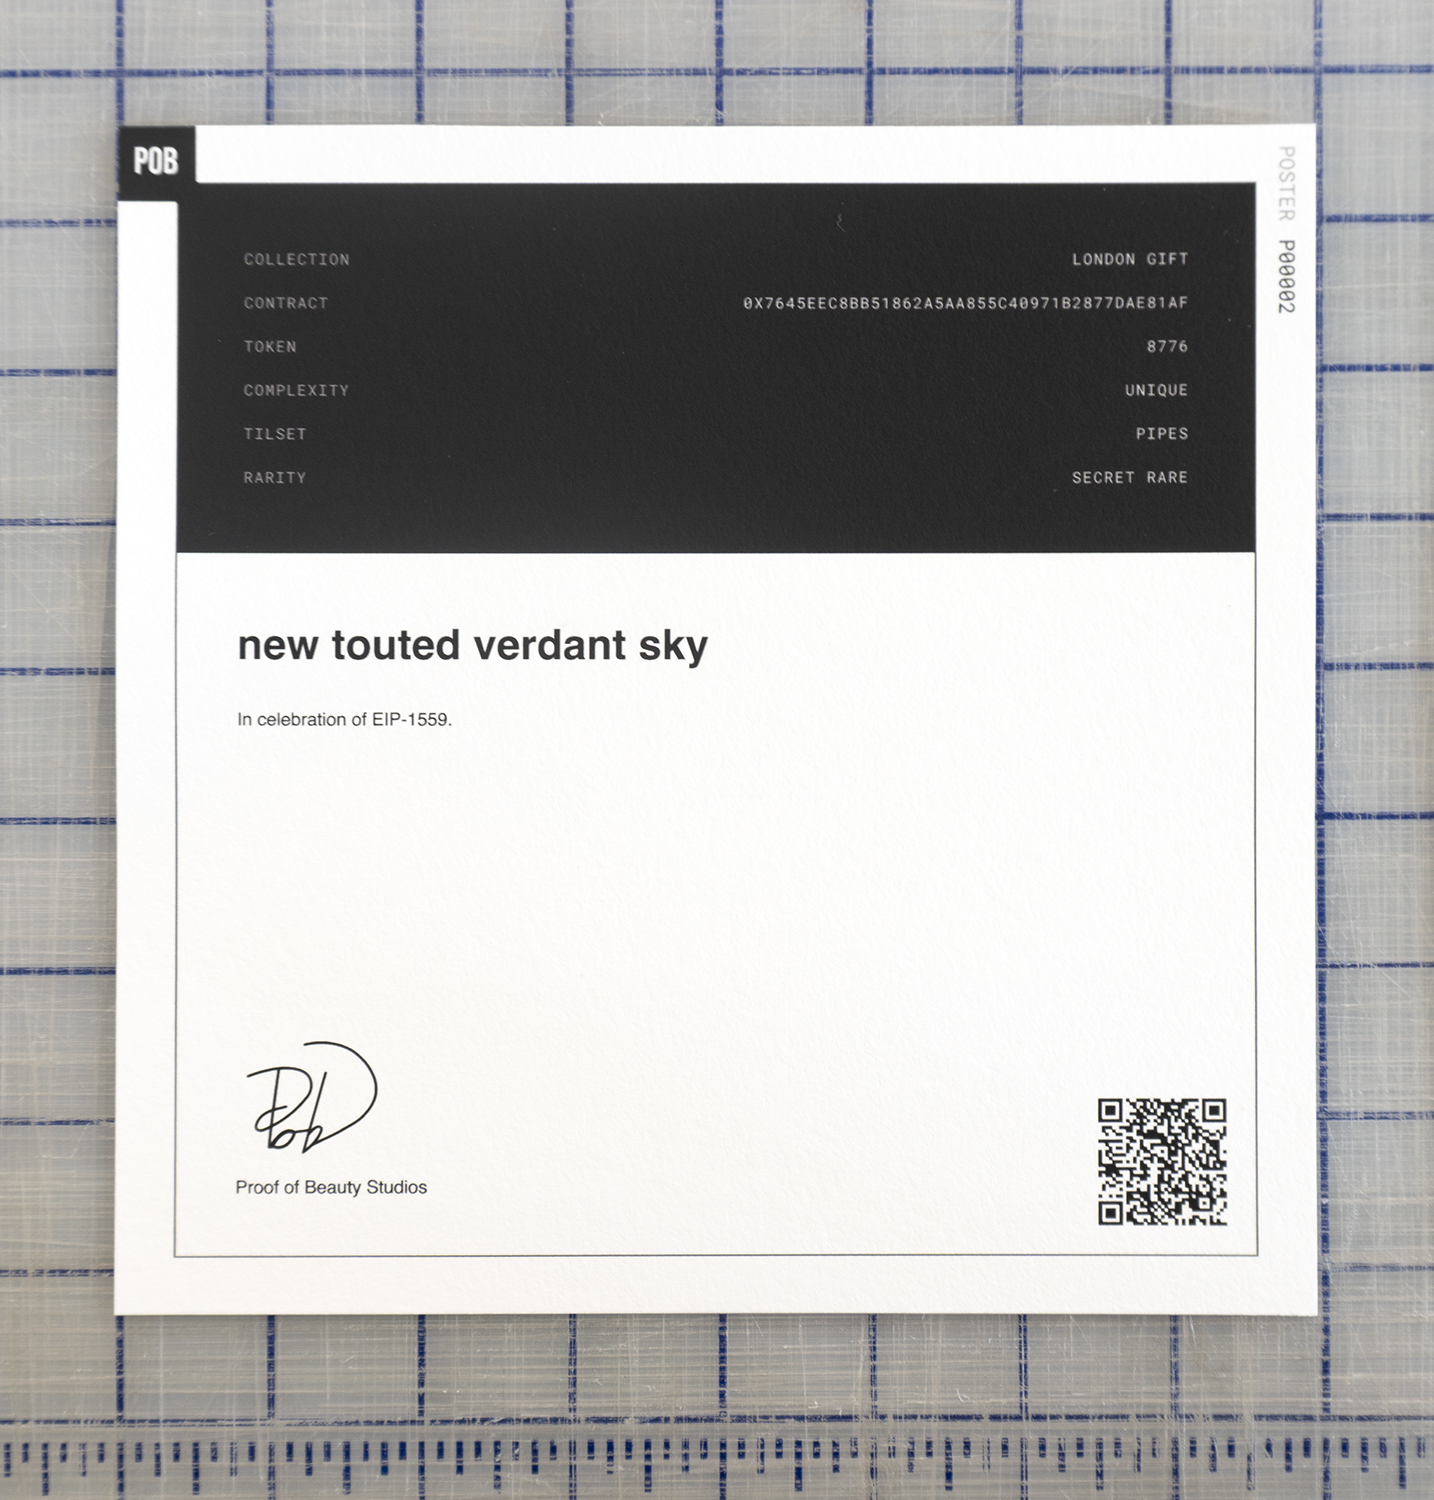 POB
POSTER P00002
COLLECTION LONDON GIFT
CONTRACT 0X7645EEC8BB51862A5AA855C40971B2877DAE81AF
TOKEN 8776
COMPLEXITY UNIQUE
TILSET PIPES
RARITY SECRET RARE
new touted verdant sky
In celebration of EIP-1559.
Pob
Proof of Beauty Studios